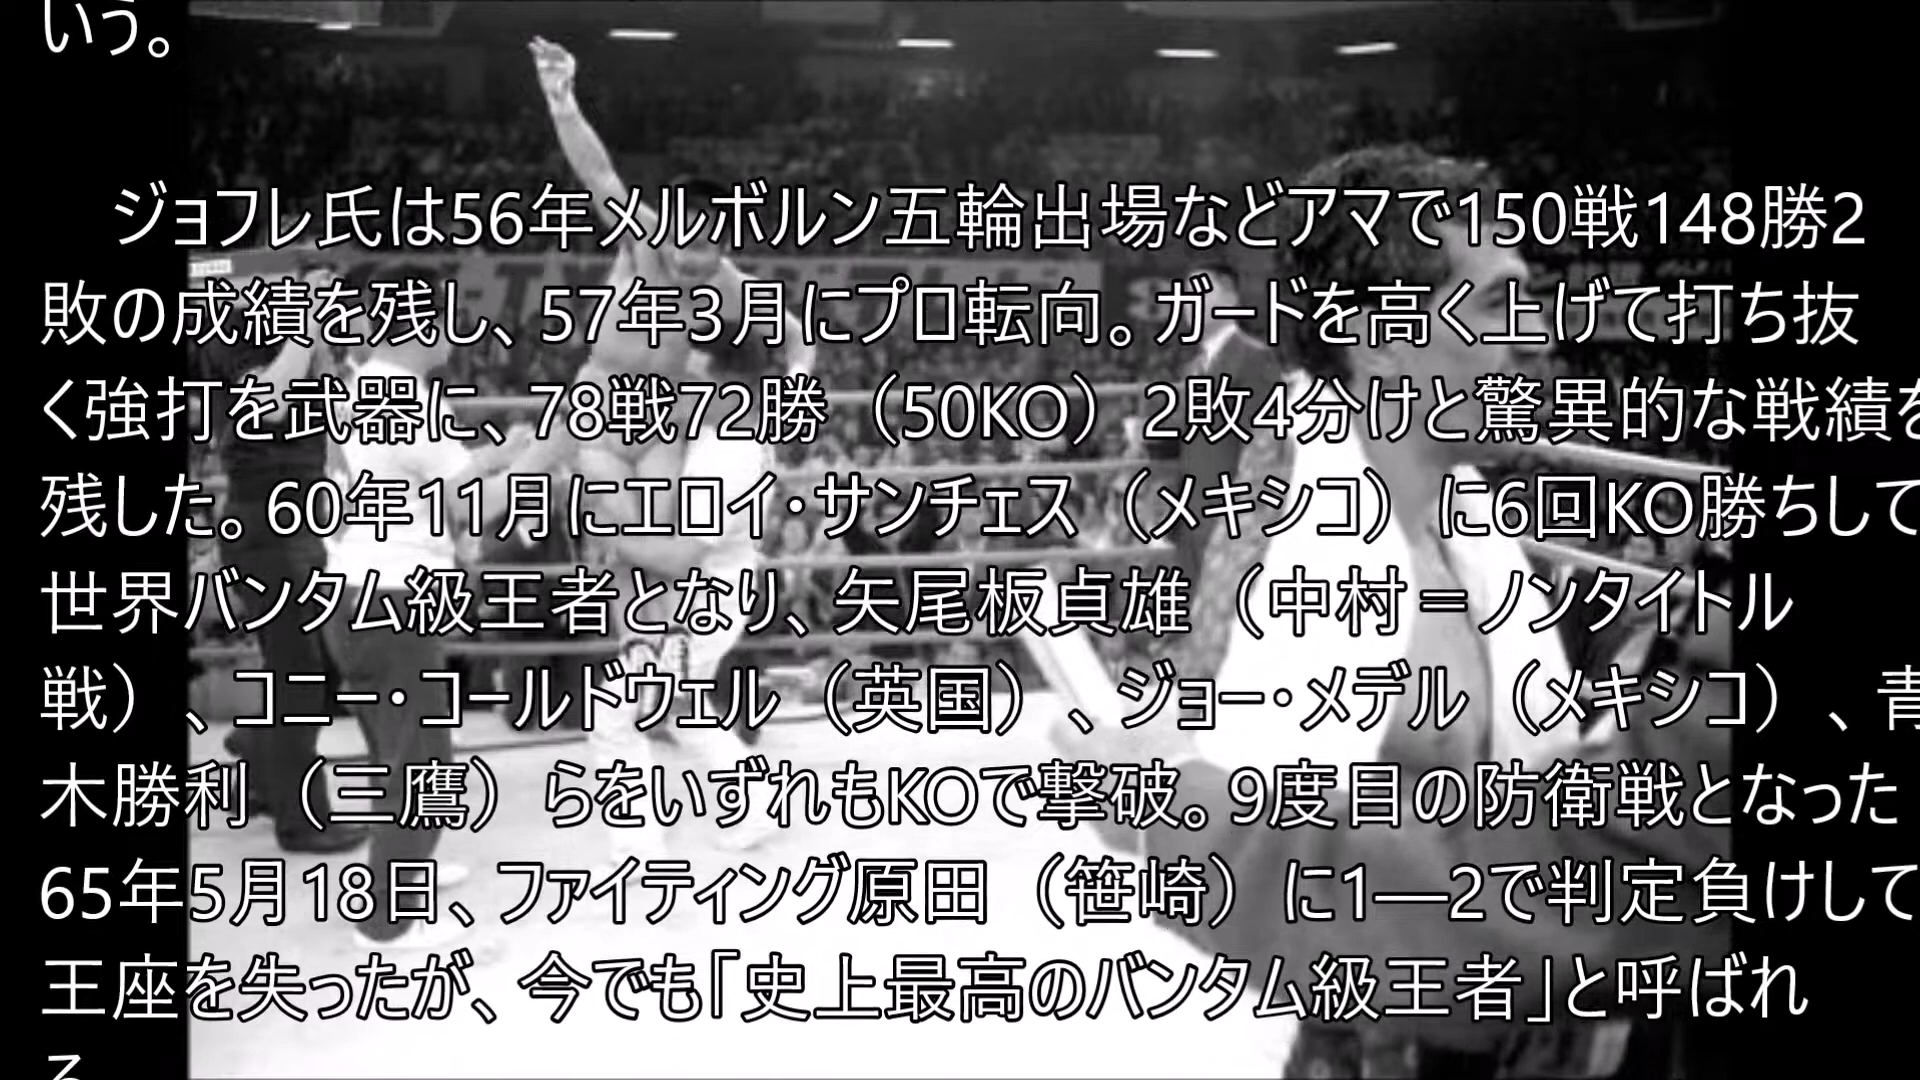 いう。
ジョフレ氏は56年メルボルン五輪出場などアマで150戦148勝2
敗の成績を残し、57年3月にプロ転向。ガードを高く上げて打ち抜
く強打を武器に、78戦72勝（50KO）2敗4分けと驚異的な戦績を
残した。60年11月にエロイ・サンチェス（メキシコ）に6回KO勝ちして
世界バンタム級王者となり、矢尾板貞雄（中村＝ノンタイトル
戦）、コニー・コールドウェル（英国）、ジョー・メデル（メキシコ）、青
木勝利（三鷹）らをいずれもKOで撃破。9度目の防衛戦となった
65年5月18日、ファイティング原田（笹崎）に1―2で判定負けして
王座を失ったが、今でも「史上最高のバンタム級王者」と呼ばれ
る